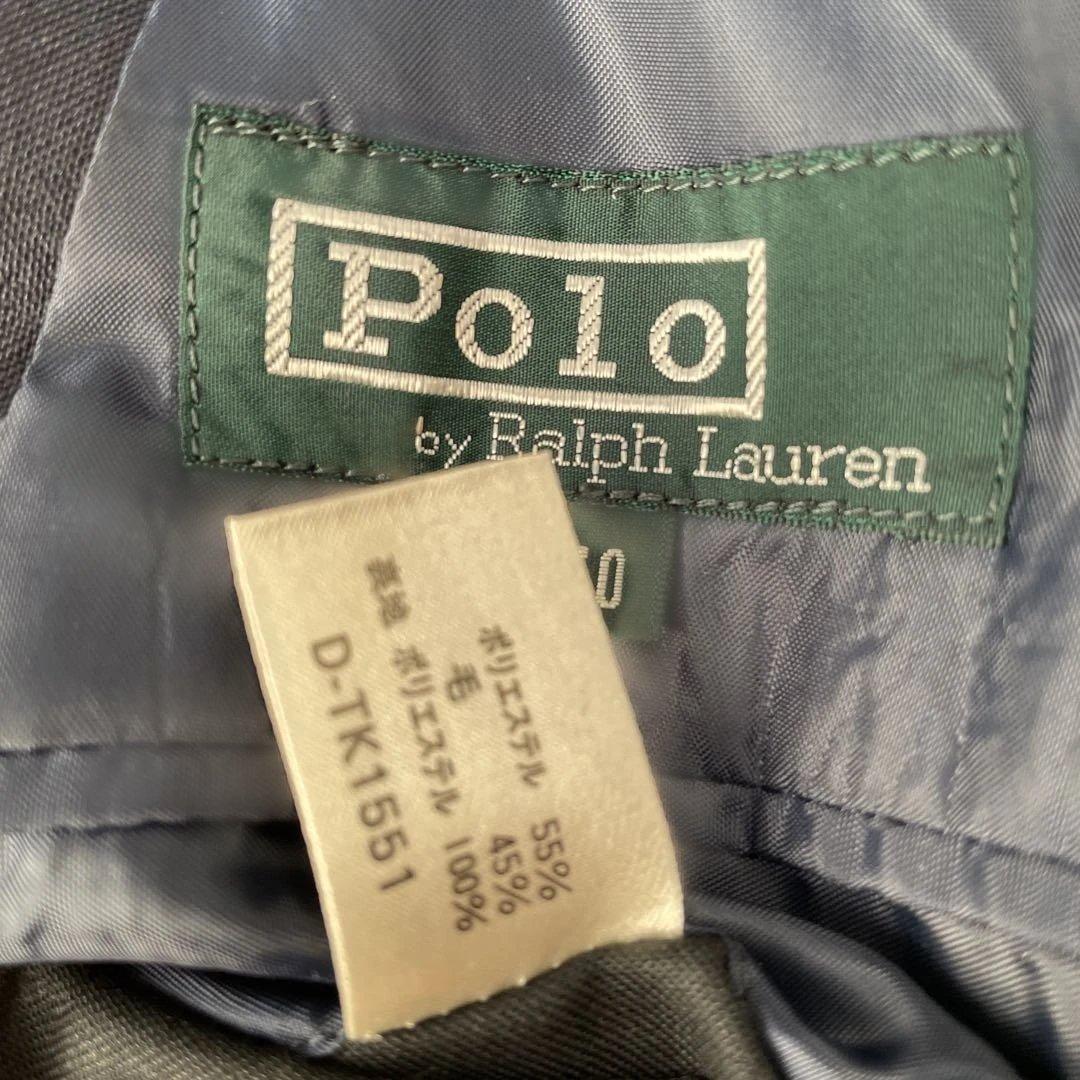 Polo
by Ralph Lauren
ポリエステル 55%
毛 45%
裏地 ポリエステル 100%
D-TK1551